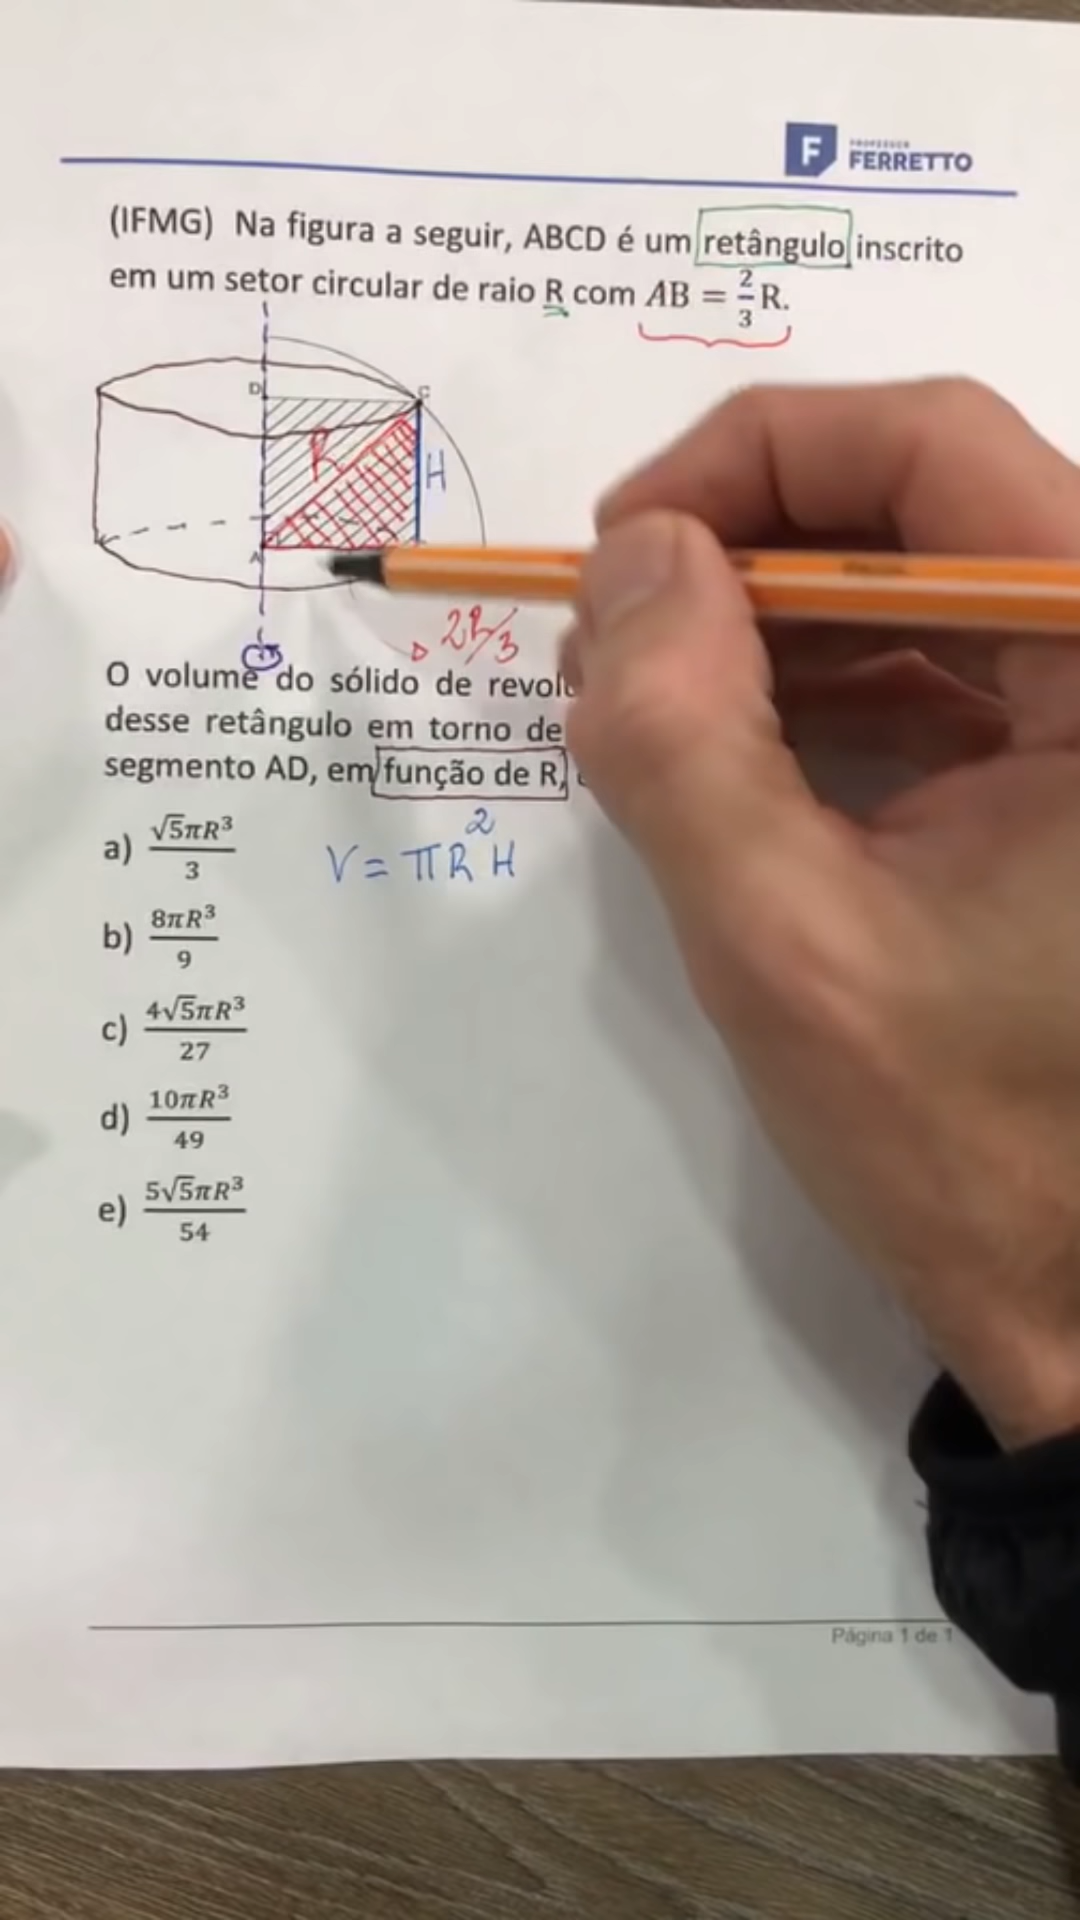 PROFESSOR
FERRETTO
(IFMG) Na figura a seguir, ABCD é um retângulo inscrito
em um setor circular de raio R com AB = 2/3 R.
D C
R H
A
2R/3
O volume do sólido de
desse retângulo em torno de
segmento AD, em função de R,
a) √5πR³/3
V = πR²H
b) 8πR³/9
c) 4√5πR³/27
d) 10πR³/49
e) 5√5πR³/54
Página 1 de 1